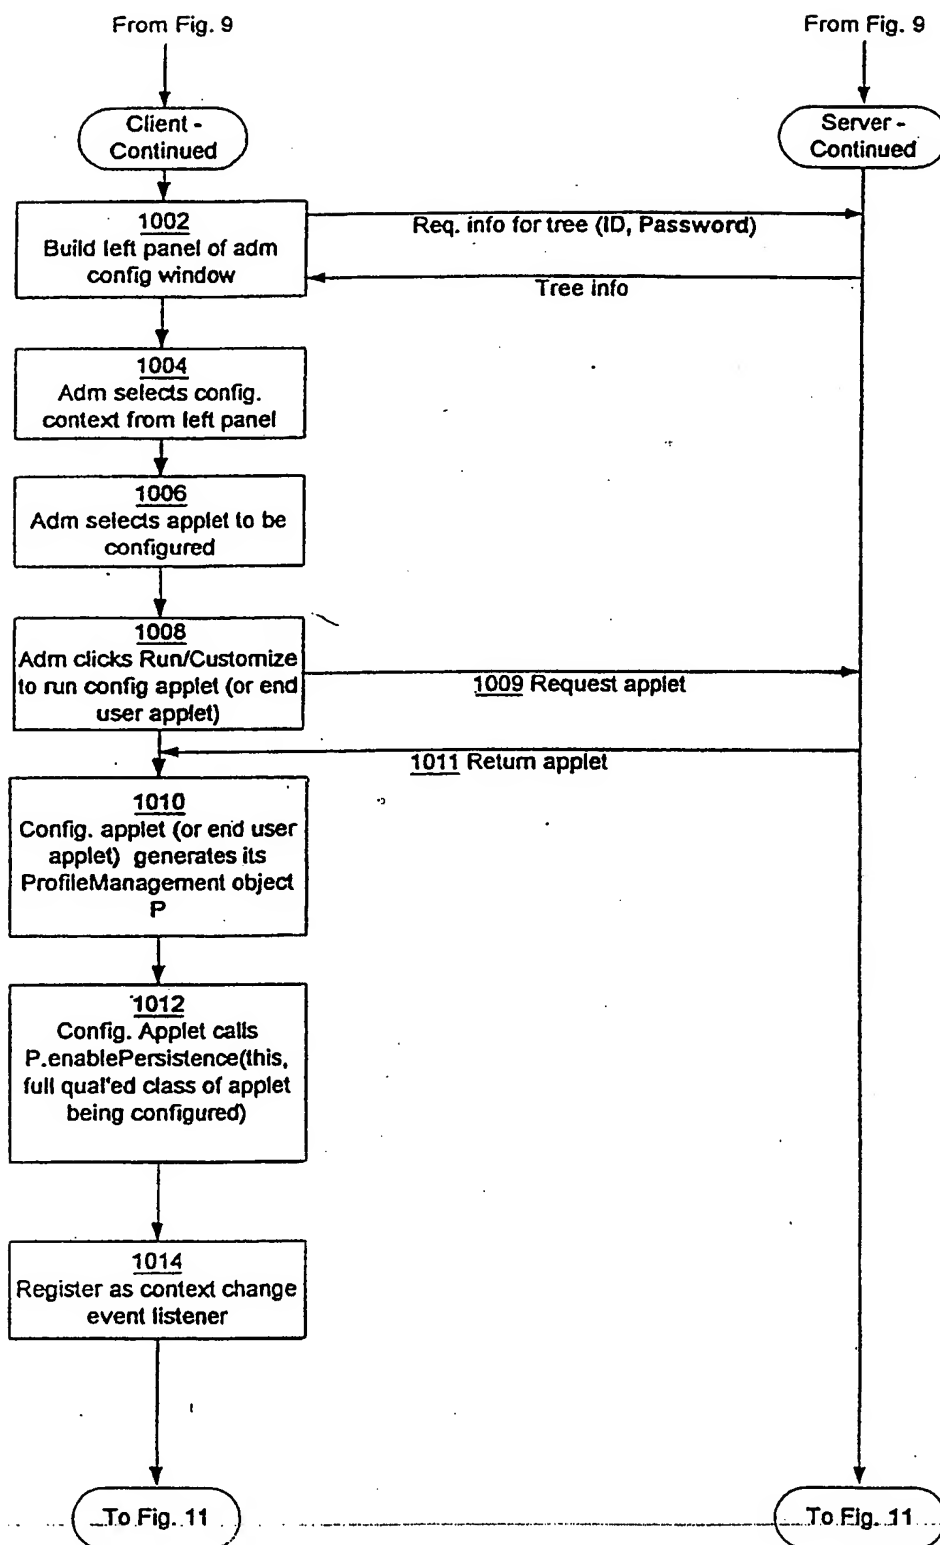 From Fig. 9
From Fig. 9
Client -
Continued
Server -
Continued
1002
Build left panel of adm
config window
Req. info for tree (ID, Password)
Tree info
1004
Adm selects config.
context from left panel
1006
Adm selects applet to be
configured
1008
Adm clicks Run/Customize
to run config applet (or end
user applet)
1009 Request applet
1011 Return applet
1010
Config. applet (or end user
applet) generates its
ProfileManagement object
P
1012
Config. Applet calls
P.enablePersistence(this,
full qual'ed class of applet
being configured)
1014
Register as context change
event listener
To Fig. 11
To Fig. 11